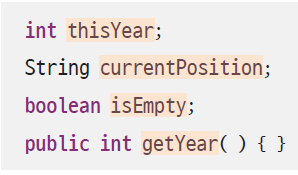 int thisYear;
String currentPosition;
boolean isEmpty;
public int getYear( ) { }